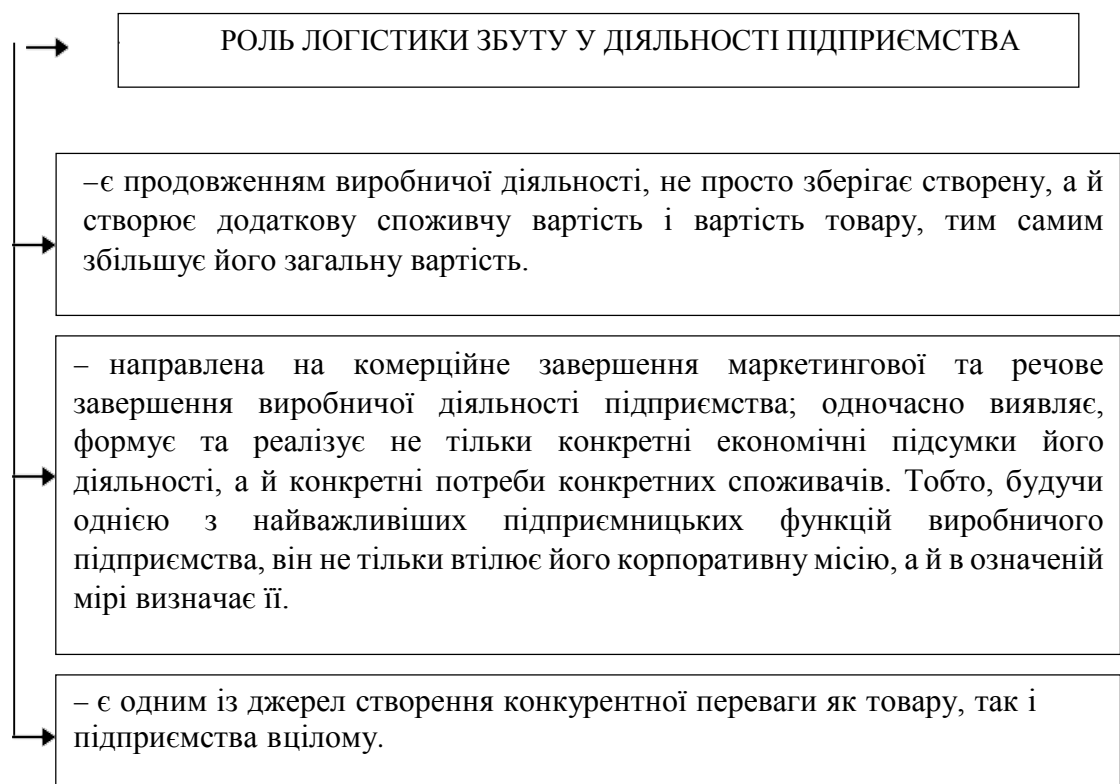 РОЛЬ ЛОГІСТИКИ ЗБУТУ У ДІЯЛЬНОСТІ ПІДПРИЄМСТВА
–є продовженням виробничої діяльності, не просто зберігає створену, а й
створює додаткову споживчу вартість і вартість товару, тим самим
збільшує його загальну вартість.
– направлена на комерційне завершення маркетингової та речове
завершення виробничої діяльності підприємства; одночасно виявляє,
формує та реалізує не тільки конкретні економічні підсумки його
діяльності, а й конкретні потреби конкретних споживачів. Тобто, будучи
однією з найважливіших підприємницьких функцій виробничого
підприємства, він не тільки втілює його корпоративну місію, а й в означеній
мірі визначає її.
– є одним із джерел створення конкурентної переваги як товару, так і
підприємства вцілому.